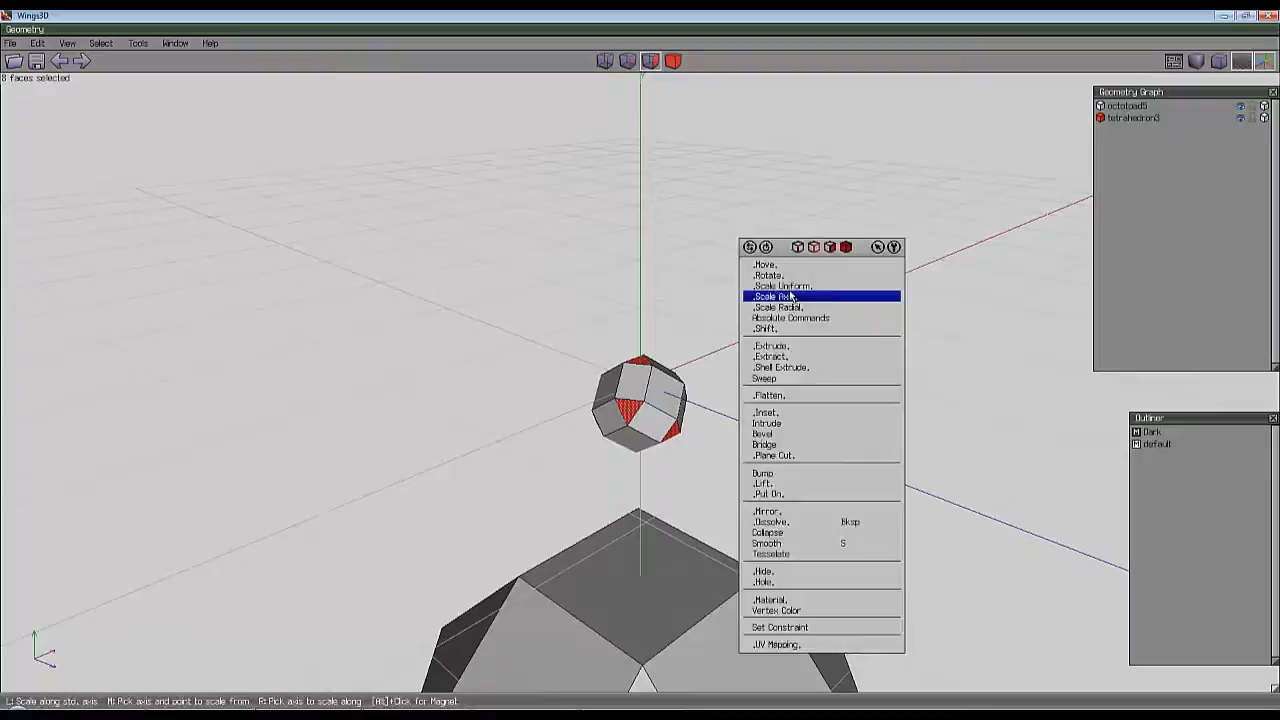 Wings3D
Geometry
File Edit View Select Tools Window Help
8 faces selected
Geometry Graph
octotoad5
tetrahedron3
.Move.
.Rotate.
.Scale Uniform.
.Scale
.Scale Radial.
Absolute Commands
.Shift.
.Extrude.
.Extract.
.Shell Extrude.
Sweep
.Flatten.
.Inset.
Intrude
Bevel
Bridge
.Plane Cut.
Bump
.Lift.
.Put On.
.Mirror.
.Dissolve. Bksp
Collapse
Smooth S
Tesselate
.Hide.
.Hole.
.Material.
Vertex Color
Set Constraint
.UV Mapping.
Outliner
Dark
default
L: Scale along std. axis M: Pick axis and point to scale from R: Pick axis to scale along [Alt]+Click for Magnet